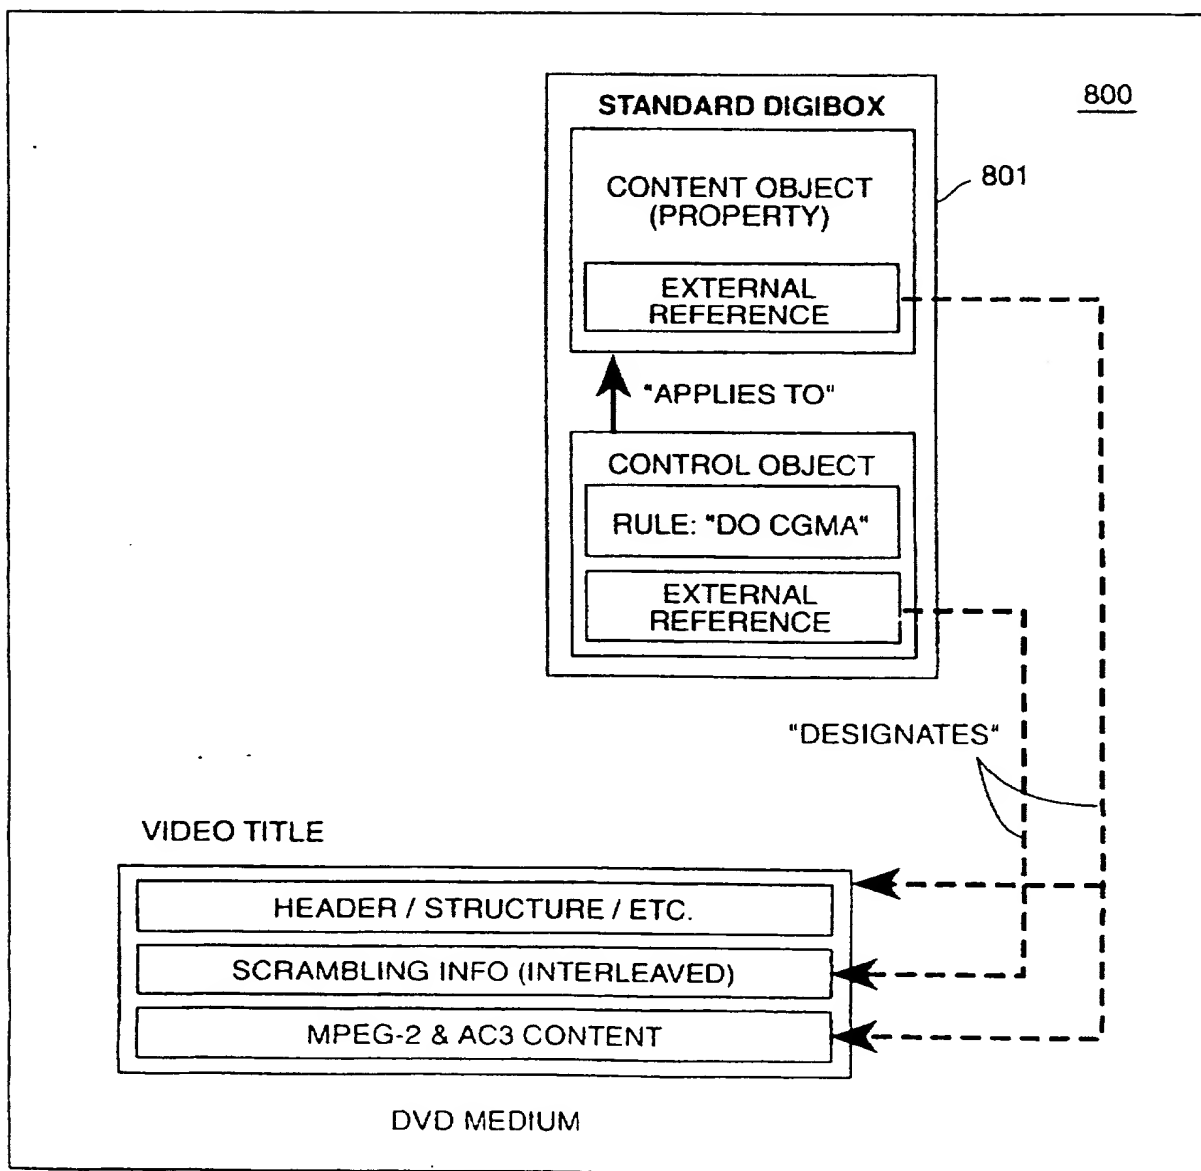 800
STANDARD DIGIBOX
801
CONTENT OBJECT
(PROPERTY)
EXTERNAL
REFERENCE
"APPLIES TO"
CONTROL OBJECT
RULE: "DO CGMA"
EXTERNAL
REFERENCE
"DESIGNATES"
VIDEO TITLE
HEADER / STRUCTURE / ETC.
SCRAMBLING INFO (INTERLEAVED)
MPEG-2 & AC3 CONTENT
DVD MEDIUM